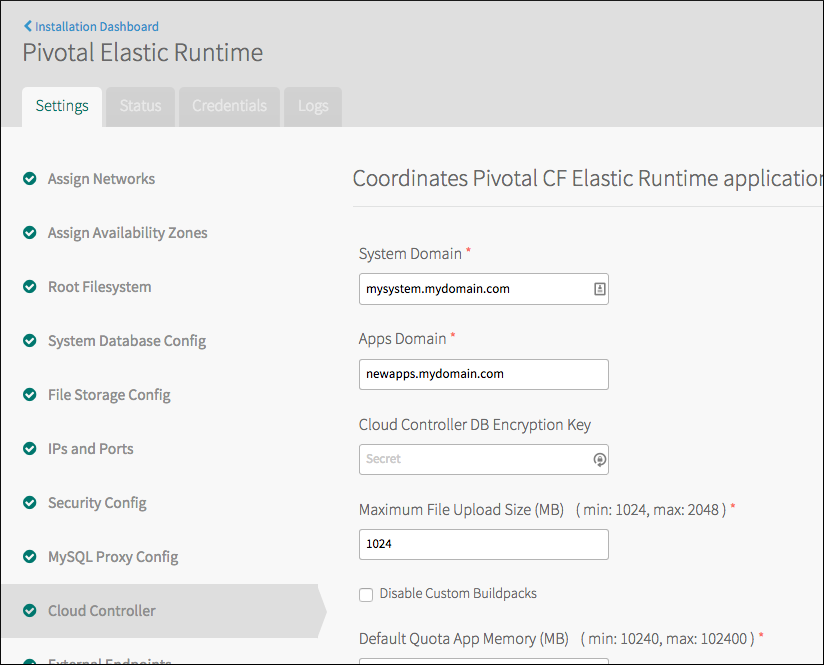 Installation Dashboard
Pivotal Elastic Runtime
Settings
Status
Credentials
Logs
Assign Networks
Assign Availability Zones
Root Filesystem
System Database Config
File Storage Config
IPs and Ports
Security Config
MySQL Proxy Config
Cloud Controller
External Endpoints
Coordinates Pivotal CF Elastic Runtime application
System Domain *
mysystem.mydomain.com
Apps Domain *
newapps.mydomain.com
Cloud Controller DB Encryption Key
Secret
Maximum File Upload Size (MB) ( min: 1024, max: 2048 ) *
1024
Disable Custom Buildpacks
Default Quota App Memory (MB) ( min: 10240, max: 102400 ) *